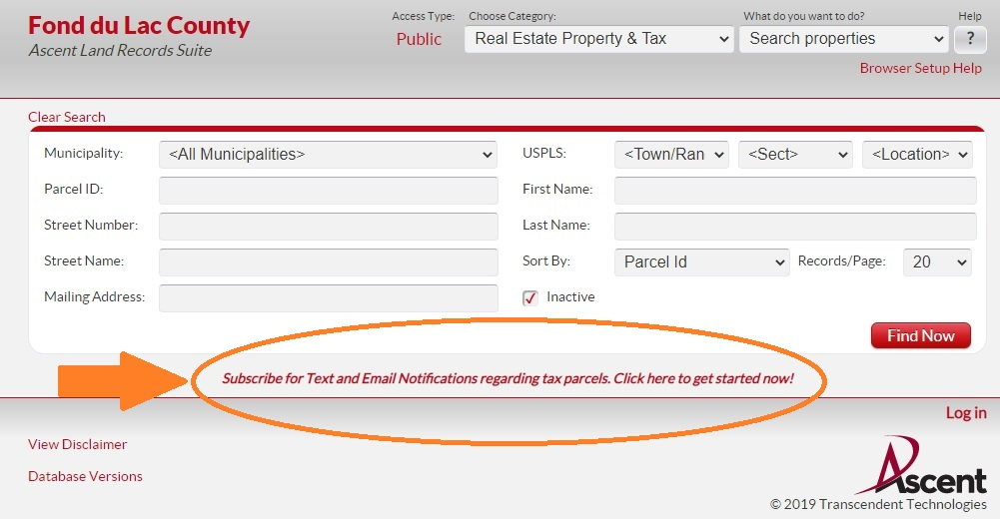 Fond du Lac County
Ascent Land Records Suite
Access Type:
Public
Choose Category:
Real Estate Property & Tax
What do you want to do?
Search properties
Help
?
Browser Setup Help
Clear Search
Municipality: <All Municipalities> USPLS: <Town/Ran <Sect> <Location>
Parcel ID: First Name:
Street Number: Last Name:
Street Name: Sort By: Parcel Id Records/Page: 20
Mailing Address: Inactive
Find Now
Subscribe for Text and Email Notifications regarding tax parcels. Click here to get started now!
Log in
View Disclaimer
Database Versions
Ascent
© 2019 Transcendent Technologies